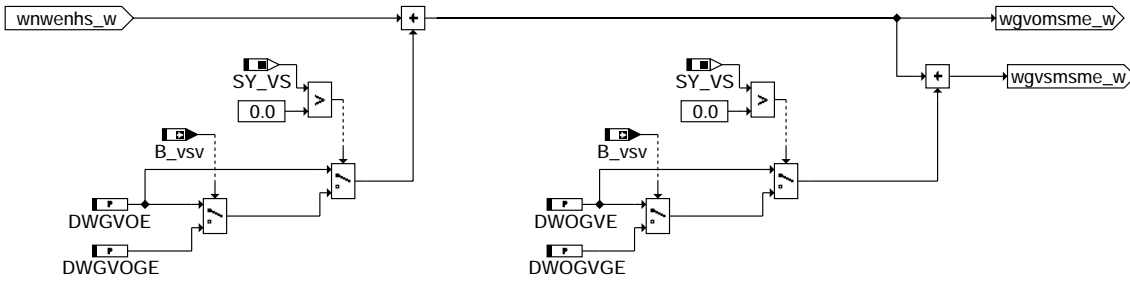 wnwenhs_w
+
wgvomsme_w
SY_VS
>
0.0
SY_VS
>
0.0
+
wgvsmsme_w
B_vsv
B_vsv
P
DWGVOE
P
DWOGVE
P
DWGVOGE
P
DWOGVGE